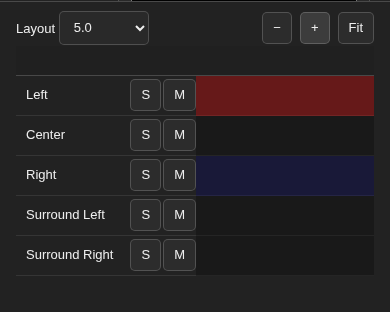 Layout 5.0 − + Fit
Left S M
Center S M
Right S M
Surround Left S M
Surround Right S M